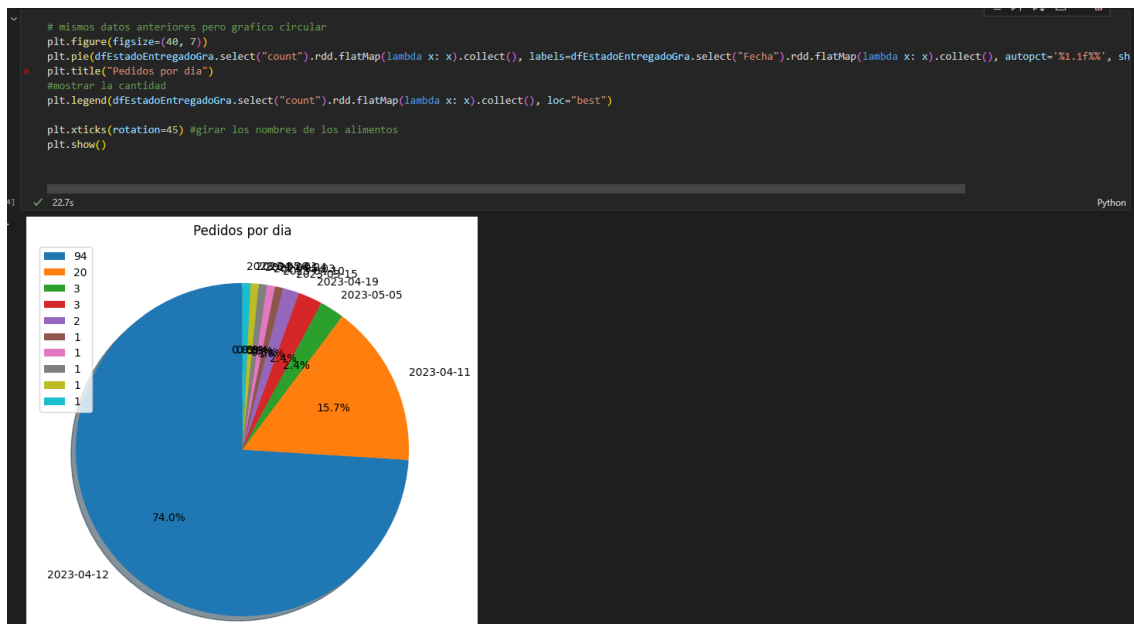 # mismos datos anteriores pero grafico circular
plt.figure(figsize=(40, 7))
plt.pie(dfEstadoEntregadoGra.select("count").rdd.flatMap(lambda x: x).collect(), labels=dfEstadoEntregadoGra.select("Fecha").rdd.flatMap(lambda x: x).collect(), autopct='%1.1f%%', sh
plt.title("Pedidos por dia")
#mostrar la cantidad
plt.legend(dfEstadoEntregadoGra.select("count").rdd.flatMap(lambda x: x).collect(), loc="best")
plt.xticks(rotation=45) #girar los nombres de los alimentos
plt.show()
22.7s
Python
Pedidos por dia
94
20
3
3
2
1
1
1
1
1
2023-04-19
2023-05-05
2023-04-11
2023-04-12
2.4%
2.4%
15.7%
74.0%